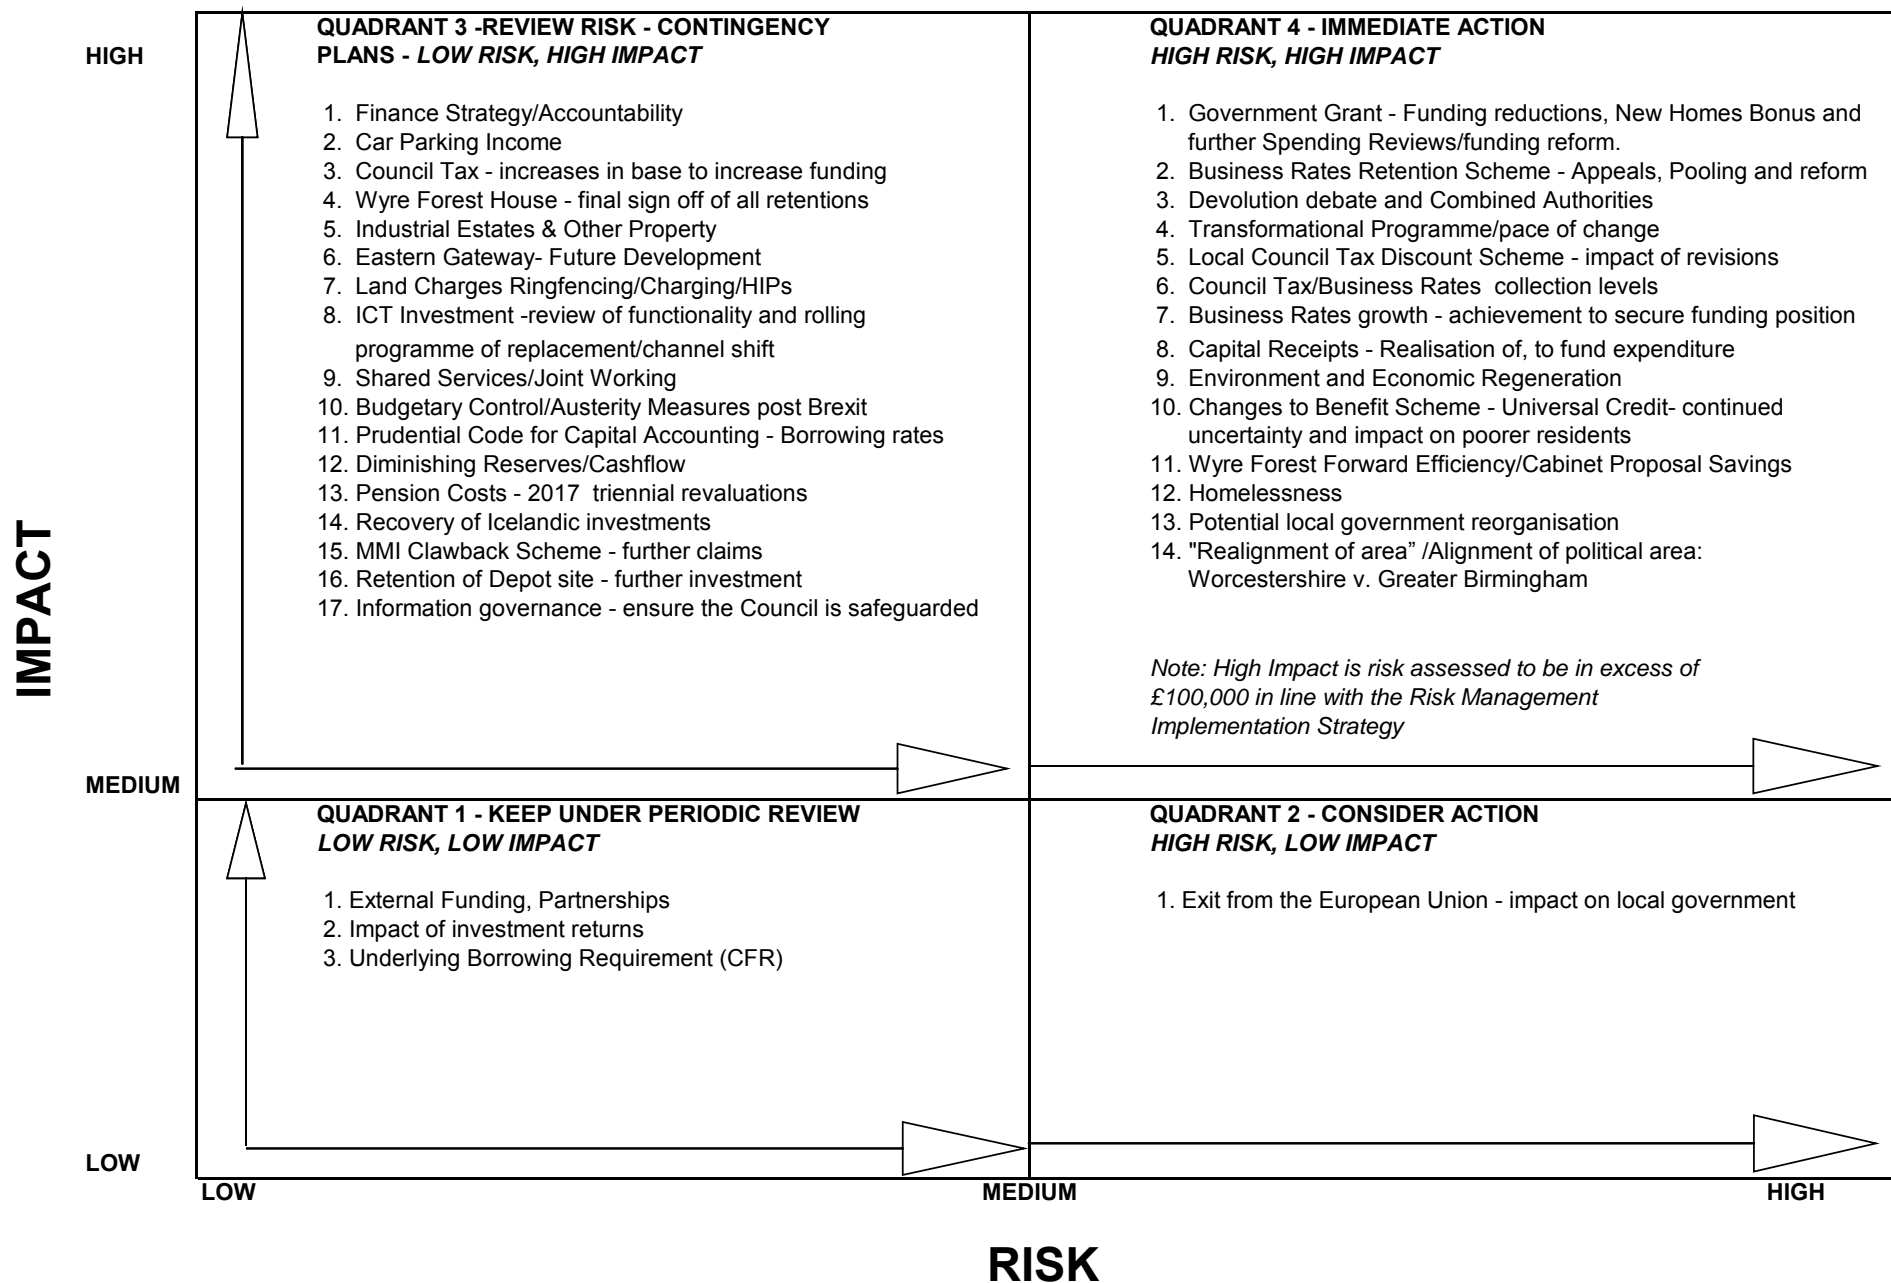 HIGH
QUADRANT 3 -REVIEW RISK - CONTINGENCY
PLANS - LOW RISK, HIGH IMPACT
1. Finance Strategy/Accountability
2. Car Parking Income
3. Council Tax - increases in base to increase funding
4. Wyre Forest House - final sign off of all retentions
5. Industrial Estates & Other Property
6. Eastern Gateway- Future Development
7. Land Charges Ringfencing/Charging/HIPs
8. ICT Investment -review of functionality and rolling
programme of replacement/channel shift
9. Shared Services/Joint Working
10. Budgetary Control/Austerity Measures post Brexit
11. Prudential Code for Capital Accounting - Borrowing rates
12. Diminishing Reserves/Cashflow
13. Pension Costs - 2017 triennial revaluations
14. Recovery of Icelandic investments
15. MMI Clawback Scheme - further claims
16. Retention of Depot site - further investment
17. Information governance - ensure the Council is safeguarded
QUADRANT 4 - IMMEDIATE ACTION
HIGH RISK, HIGH IMPACT
1. Government Grant - Funding reductions, New Homes Bonus and
further Spending Reviews/funding reform.
2. Business Rates Retention Scheme - Appeals, Pooling and reform
3. Devolution debate and Combined Authorities
4. Transformational Programme/pace of change
5. Local Council Tax Discount Scheme - impact of revisions
6. Council Tax/Business Rates collection levels
7. Business Rates growth - achievement to secure funding position
8. Capital Receipts - Realisation of, to fund expenditure
9. Environment and Economic Regeneration
10. Changes to Benefit Scheme - Universal Credit- continued
uncertainty and impact on poorer residents
11. Wyre Forest Forward Efficiency/Cabinet Proposal Savings
12. Homelessness
13. Potential local government reorganisation
14. "Realignment of area” /Alignment of political area:
Worcestershire v. Greater Birmingham
Note: High Impact is risk assessed to be in excess of
£100,000 in line with the Risk Management
Implementation Strategy
IMPACT
MEDIUM
QUADRANT 1 - KEEP UNDER PERIODIC REVIEW
LOW RISK, LOW IMPACT
1. External Funding, Partnerships
2. Impact of investment returns
3. Underlying Borrowing Requirement (CFR)
QUADRANT 2 - CONSIDER ACTION
HIGH RISK, LOW IMPACT
1. Exit from the European Union - impact on local government
LOW
LOW
MEDIUM
HIGH
RISK